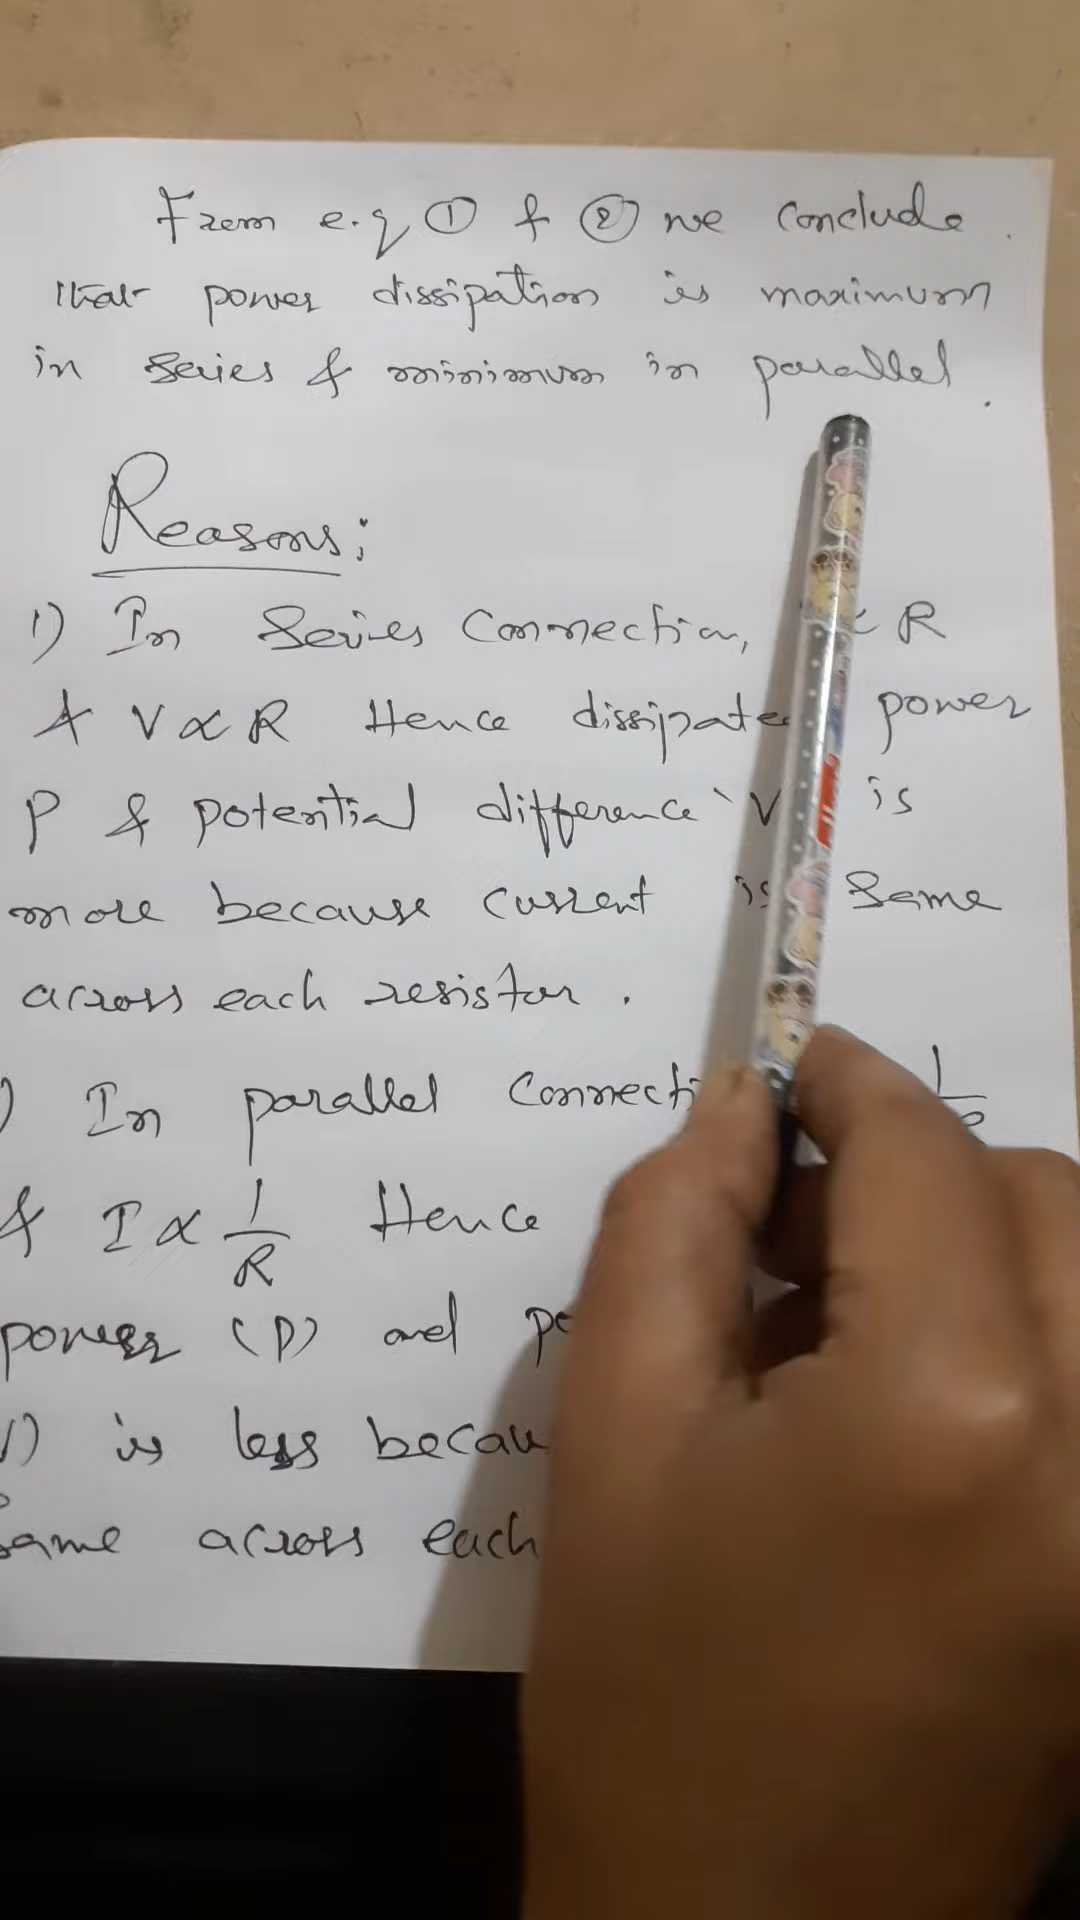 From e.q ① & ② we conclude.
that power dissipation is maximum
in series & minimum in parallel.
Reasons;
1) In Series Connection, R
& V ∝ R Hence dissipated power
P & potential difference 'V is
more because current is same
across each resistor.
) In parallel 1
& I ∝ 1/R Hence
power (P) and
V) is less
same across each